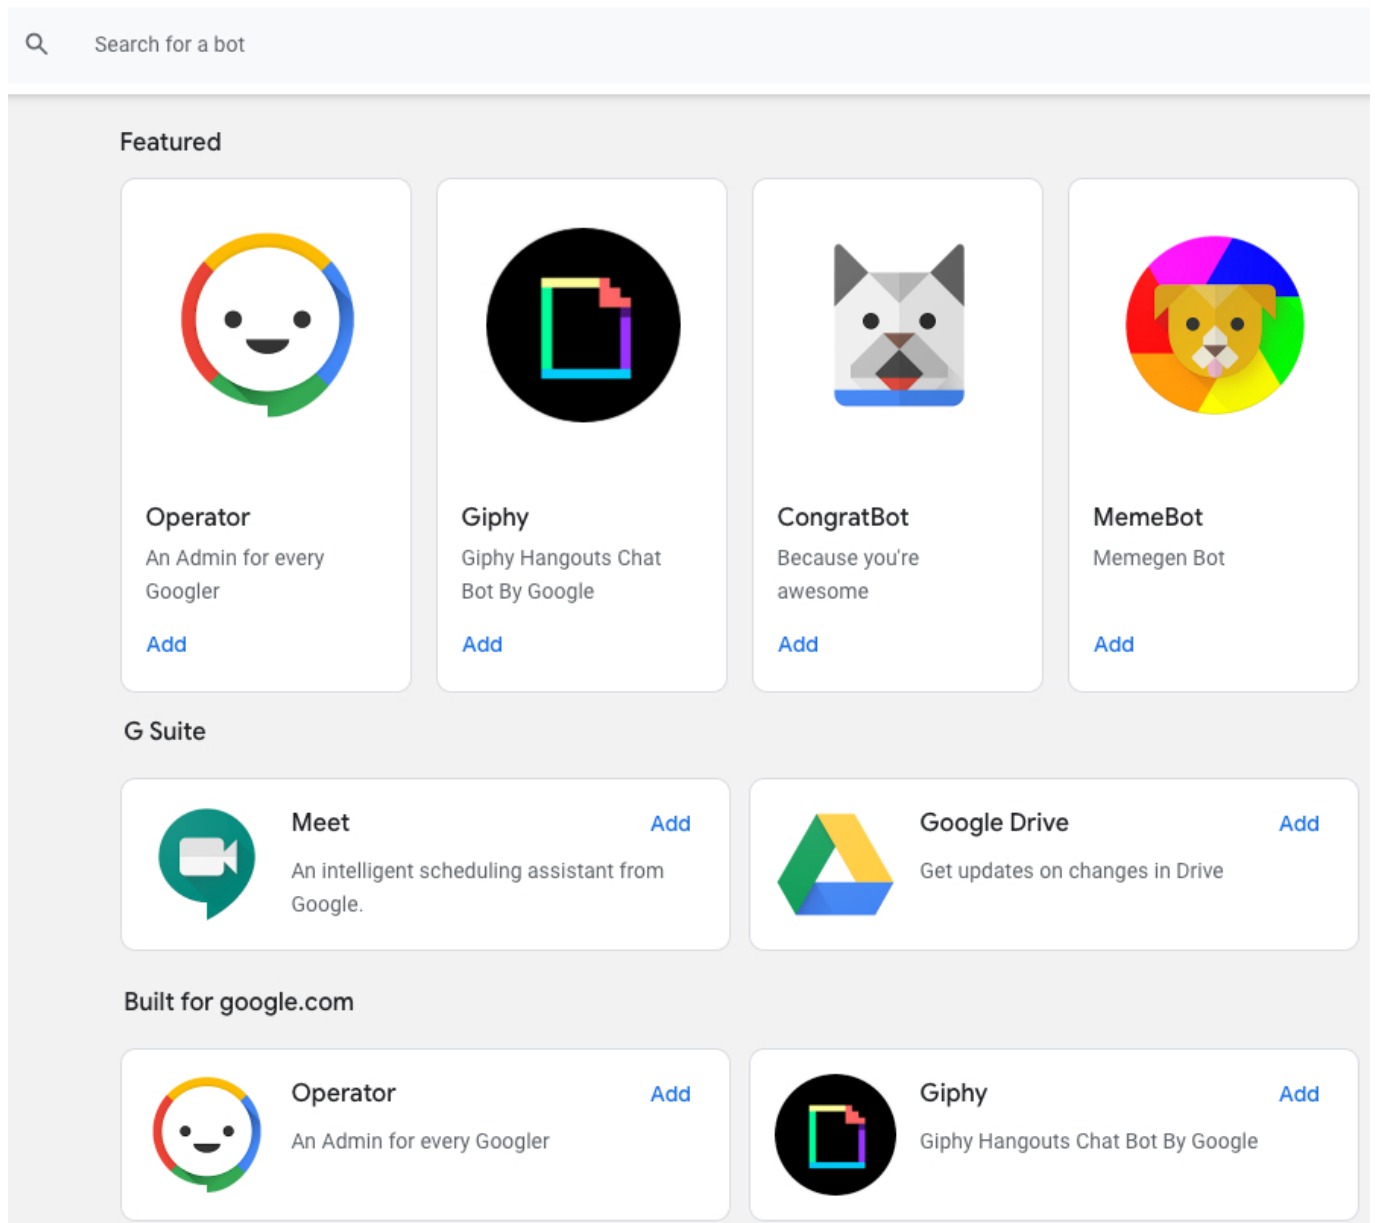 Search for a bot
Featured
Operator
An Admin for every
Googler
Add
Giphy
Giphy Hangouts Chat
Bot By Google
Add
CongratBot
Because you're
awesome
Add
MemeBot
Memegen Bot
Add
G Suite
Meet
Add
An intelligent scheduling assistant from
Google.
Google Drive
Add
Get updates on changes in Drive
Built for google.com
Operator
Add
An Admin for every Googler
Giphy
Add
Giphy Hangouts Chat Bot By Google